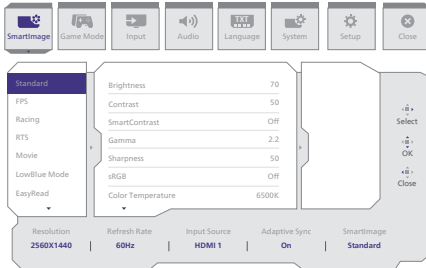 SmartImage Game Mode Input Audio Language System Setup Close
TXT
Standard
FPS
Racing
RTS
Movie
LowBlue Mode
EasyRead
Brightness 70
Contrast 50
SmartContrast Off
Gamma 2.2
Sharpness 50
sRGB Off
Color Temperature 6500K
Select
OK
Close
Resolution Refresh Rate Input Source Adaptive Sync SmartImage
2560X1440 60Hz HDMI 1 On Standard